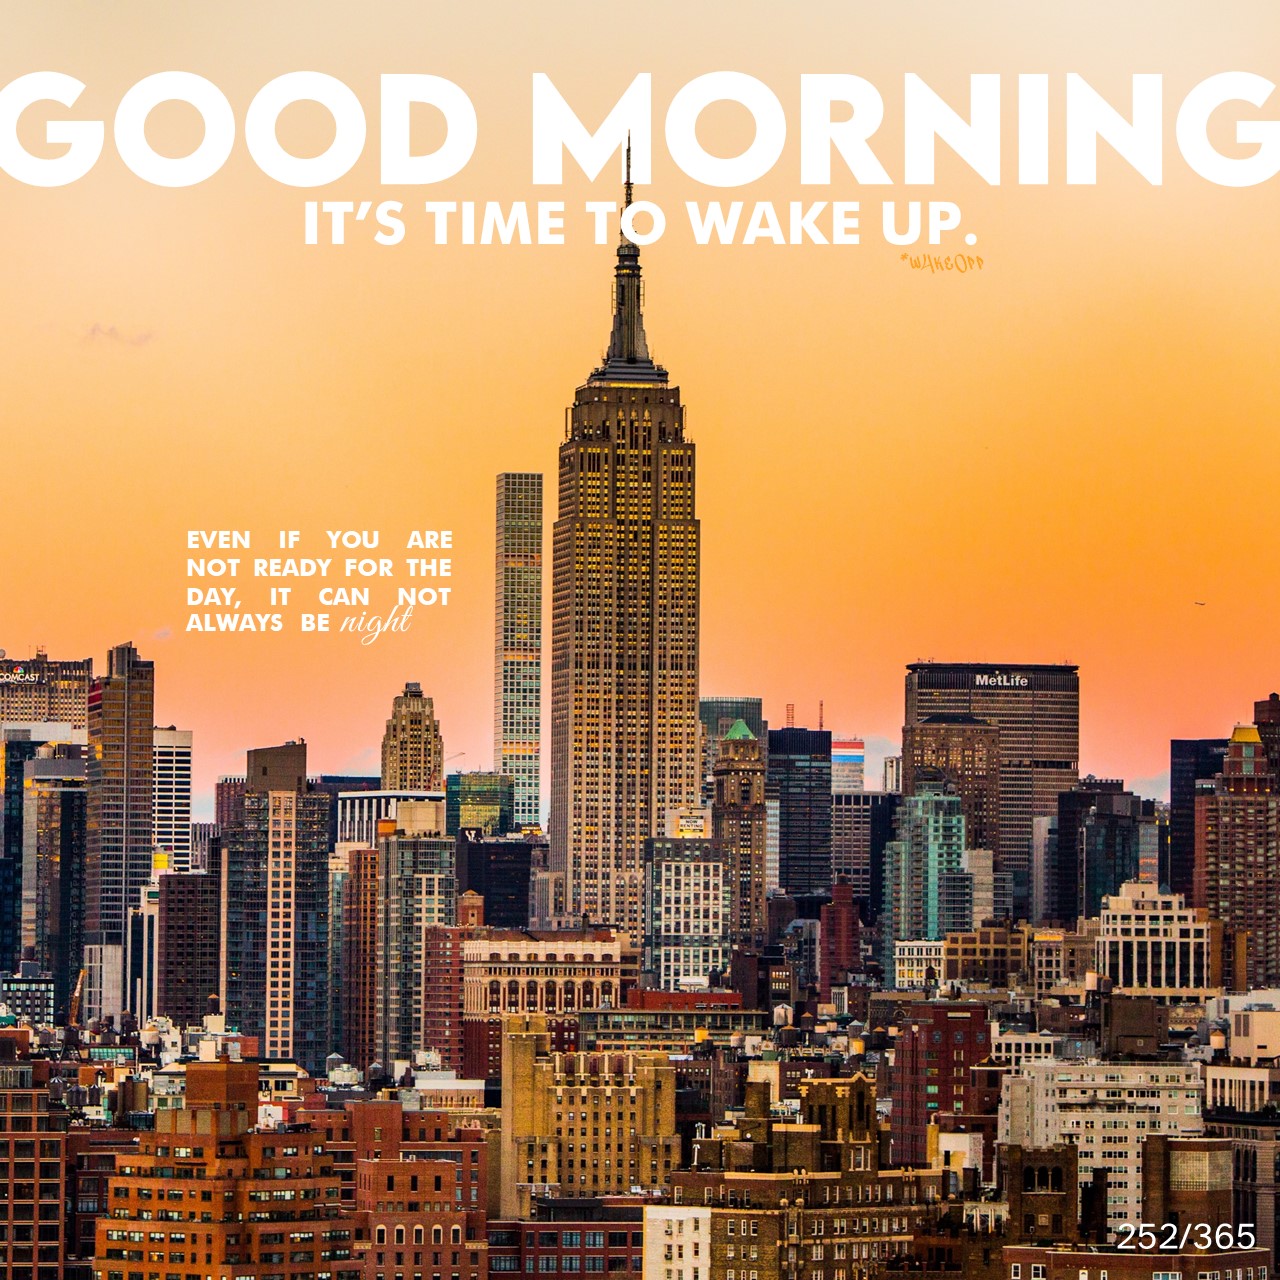 GOOD MORNING
IT'S TIME TO WAKE UP.
EVEN IF YOU ARE
NOT READY FOR THE
DAY, IT CAN NOT
ALWAYS BE night
COMCAST
MetLife
252/365